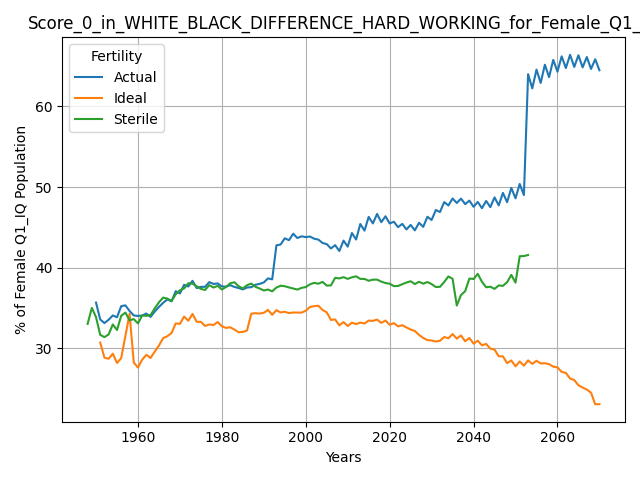 Score_0_in_WHITE_BLACK_DIFFERENCE_HARD_WORKING_for_Female_Q1_
Fertility
Actual
Ideal
Sterile
% of Female Q1_IQ Population
60
50
40
30
1960
1980
2000
2020
2040
2060
Years